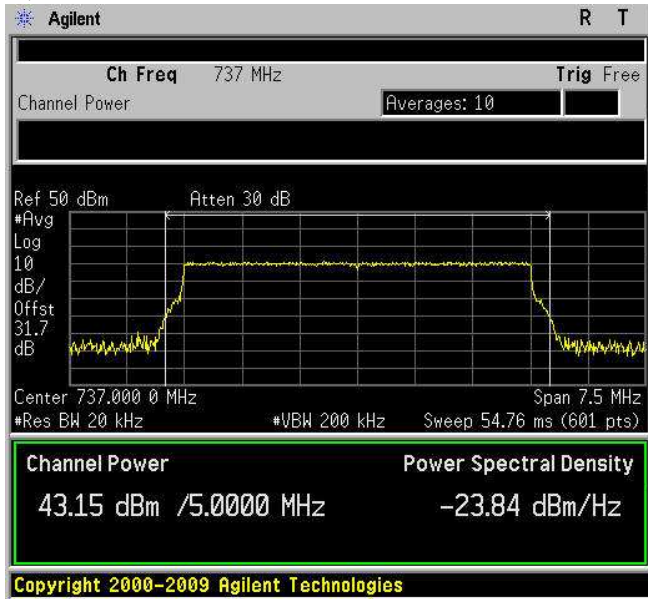 Agilent R T
Ch Freq 737 MHz Trig Free
Channel Power Averages: 10
Ref 50 dBm Atten 30 dB
#Avg
Log
10
dB/
Offst
31.7
dB
Center 737.000 0 MHz Span 7.5 MHz
#Res BW 20 kHz #VBW 200 kHz Sweep 54.76 ms (601 pts)
Channel Power Power Spectral Density
43.15 dBm /5.0000 MHz -23.84 dBm/Hz
Copyright 2000-2009 Agilent Technologies